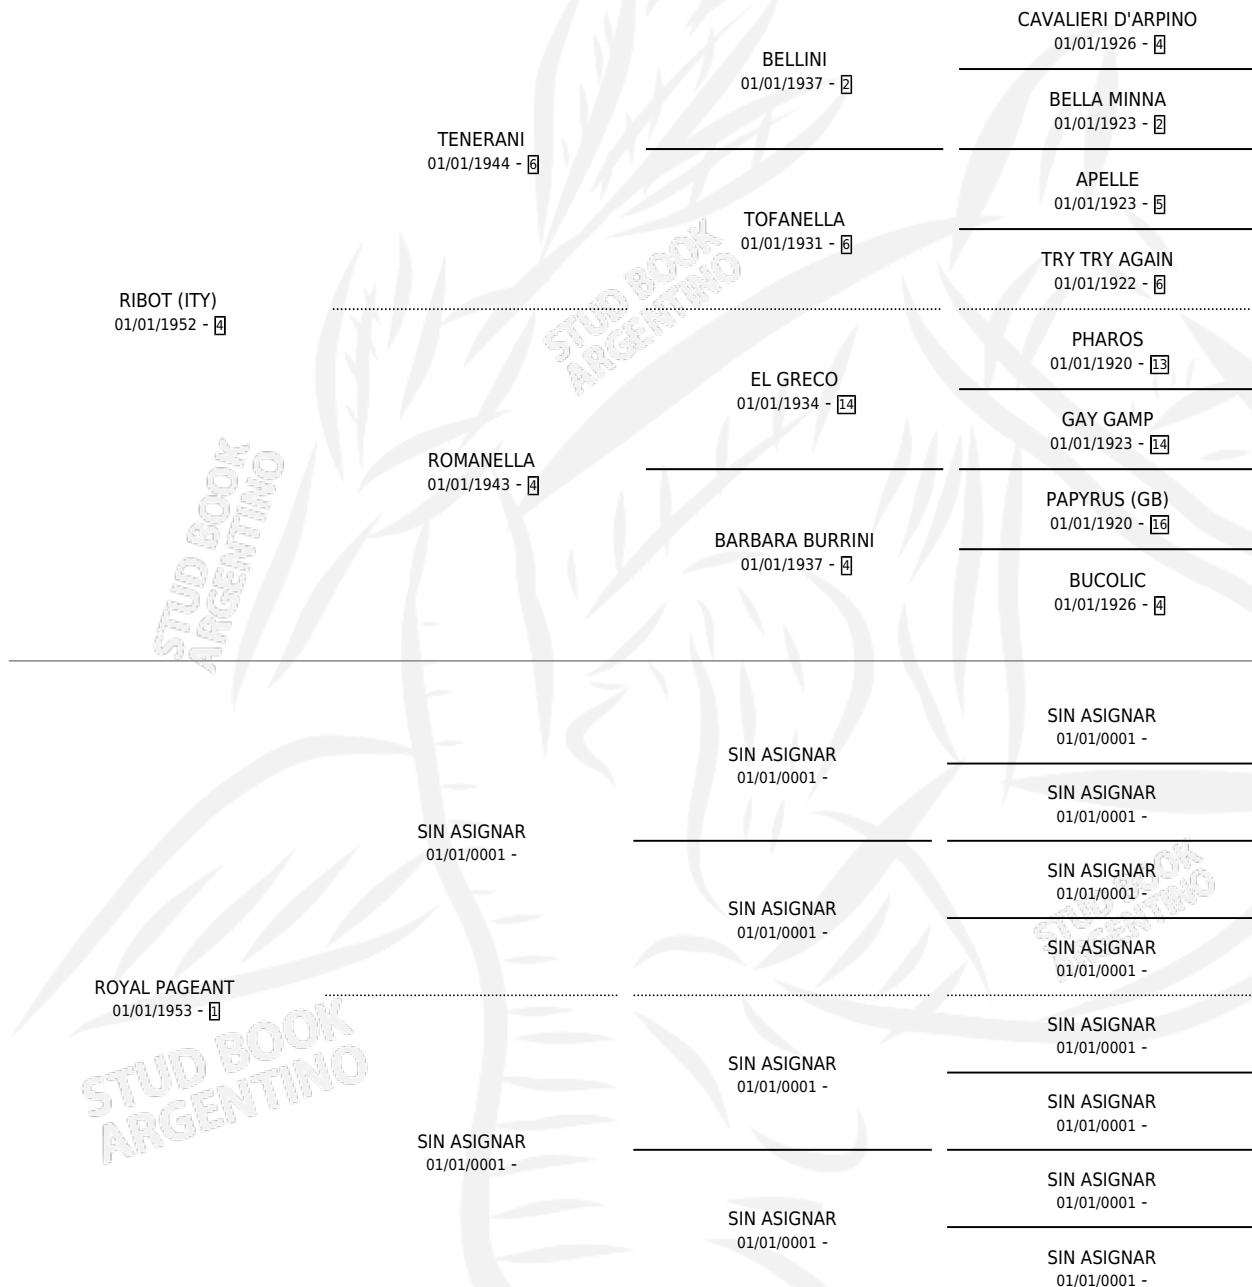 CAVALIERI D'ARPINO
01/01/1926 - 4
BELLINI
01/01/1937 - 2
BELLA MINNA
01/01/1923 - 2
TENERANI
01/01/1944 - 6
APELLE
01/01/1923 - 5
TOFANELLA
01/01/1931 - 6
TRY TRY AGAIN
01/01/1922 - 6
RIBOT (ITY)
01/01/1952 - 4
PHAROS
01/01/1920 - 13
EL GRECO
01/01/1934 - 14
GAY GAMP
01/01/1923 - 14
ROMANELLA
01/01/1943 - 4
PAPYRUS (GB)
01/01/1920 - 16
BARBARA BURRINI
01/01/1937 - 4
BUCOLIC
01/01/1926 - 4
STUD BOOK
ARGENTINO
STUD BOOK
ARGENTINO
SIN ASIGNAR
01/01/0001 -
SIN ASIGNAR
01/01/0001 -
SIN ASIGNAR
01/01/0001 -
SIN ASIGNAR
01/01/0001 -
SIN ASIGNAR
01/01/0001 -
SIN ASIGNAR
01/01/0001 -
SIN ASIGNAR
01/01/0001 -
STUD BOOK
ARGENTINO
ROYAL PAGEANT
01/01/1953 - 1
SIN ASIGNAR
01/01/0001 -
SIN ASIGNAR
01/01/0001 -
SIN ASIGNAR
01/01/0001 -
SIN ASIGNAR
01/01/0001 -
SIN ASIGNAR
01/01/0001 -
SIN ASIGNAR
01/01/0001 -
SIN ASIGNAR
01/01/0001 -
STUD BOOK
ARGENTINO